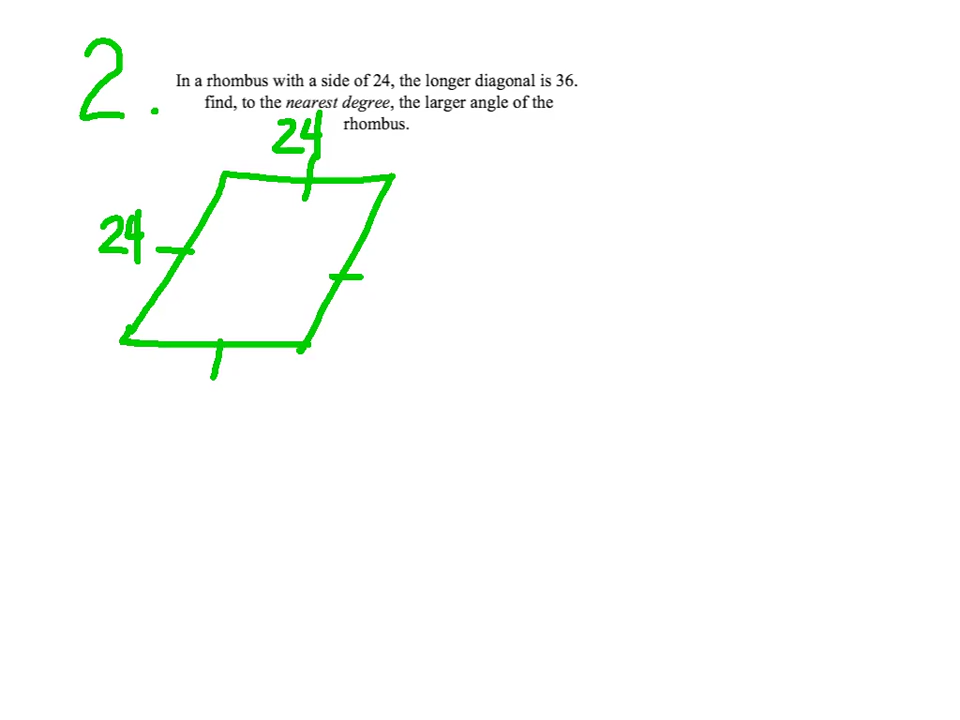 2.
In a rhombus with a side of 24, the longer diagonal is 36.
find, to the nearest degree, the larger angle of the
rhombus.
24
24